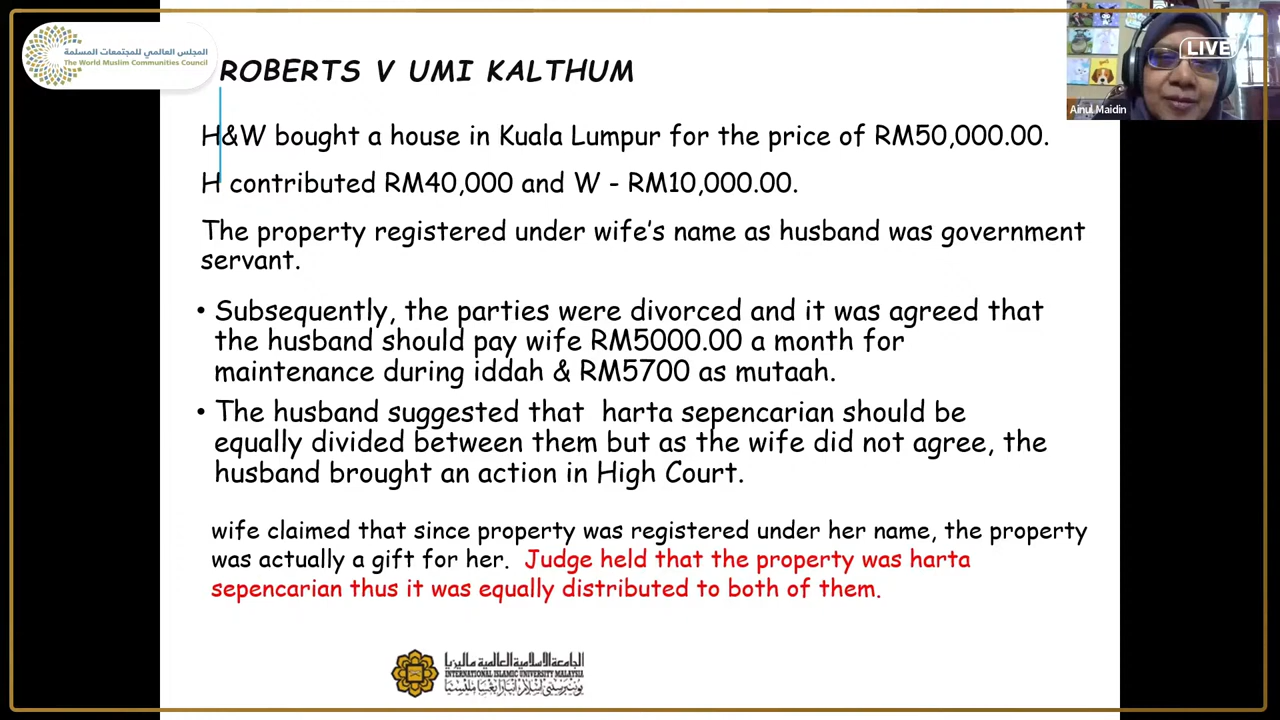 المجلس العالمي للمجتمعات المسلمة
The World Muslim Communities Council
ROBERTS V UMI KALTHUM
LIVE
Ainul Maidin
H&W bought a house in Kuala Lumpur for the price of RM50,000.00.
H contributed RM40,000 and W - RM10,000.00.
The property registered under wife’s name as husband was government
servant.
• Subsequently, the parties were divorced and it was agreed that
the husband should pay wife RM5000.00 a month for
maintenance during iddah & RM5700 as mutaah.
• The husband suggested that harta sepencarian should be
equally divided between them but as the wife did not agree, the
husband brought an action in High Court.
wife claimed that since property was registered under her name, the property
was actually a gift for her. Judge held that the property was harta
sepencarian thus it was equally distributed to both of them.
الجامعة الإسلامية العالمية ماليزيا
INTERNATIONAL ISLAMIC UNIVERSITY MALAYSIA